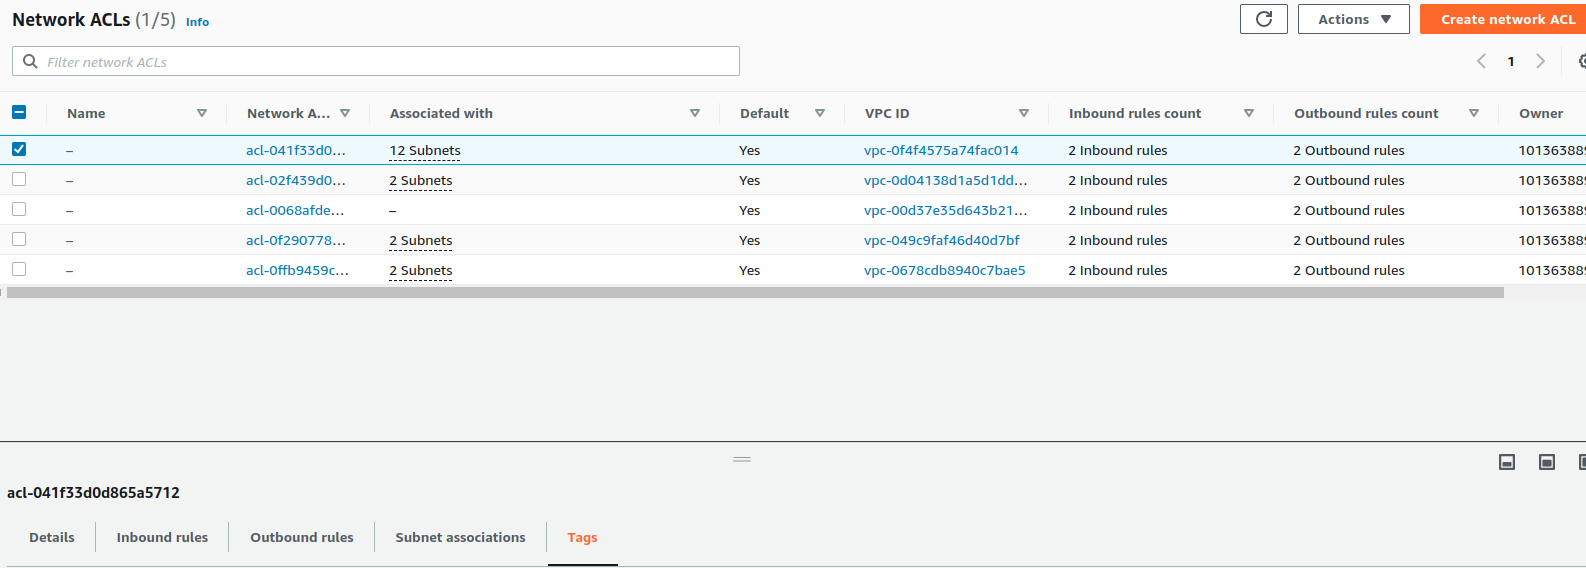 Network ACLs (1/5) Info
Actions
Create network ACL
Filter network ACLs
1
Name Network A... Associated with Default VPC ID Inbound rules count Outbound rules count Owner
– acl-041f33d0... 12 Subnets Yes vpc-0f4f4575a74fac014 2 Inbound rules 2 Outbound rules 10136388
– acl-02f439d0... 2 Subnets Yes vpc-0d04138d1a5d1dd... 2 Inbound rules 2 Outbound rules 10136388
– acl-0068afde... – Yes vpc-00d37e35d643b21... 2 Inbound rules 2 Outbound rules 10136388
– acl-0f290778... 2 Subnets Yes vpc-049c9faf46d40d7bf 2 Inbound rules 2 Outbound rules 10136388
– acl-0ffb9459c... 2 Subnets Yes vpc-0678cdb8940c7bae5 2 Inbound rules 2 Outbound rules 10136388
acl-041f33d0d865a5712
Details Inbound rules Outbound rules Subnet associations Tags